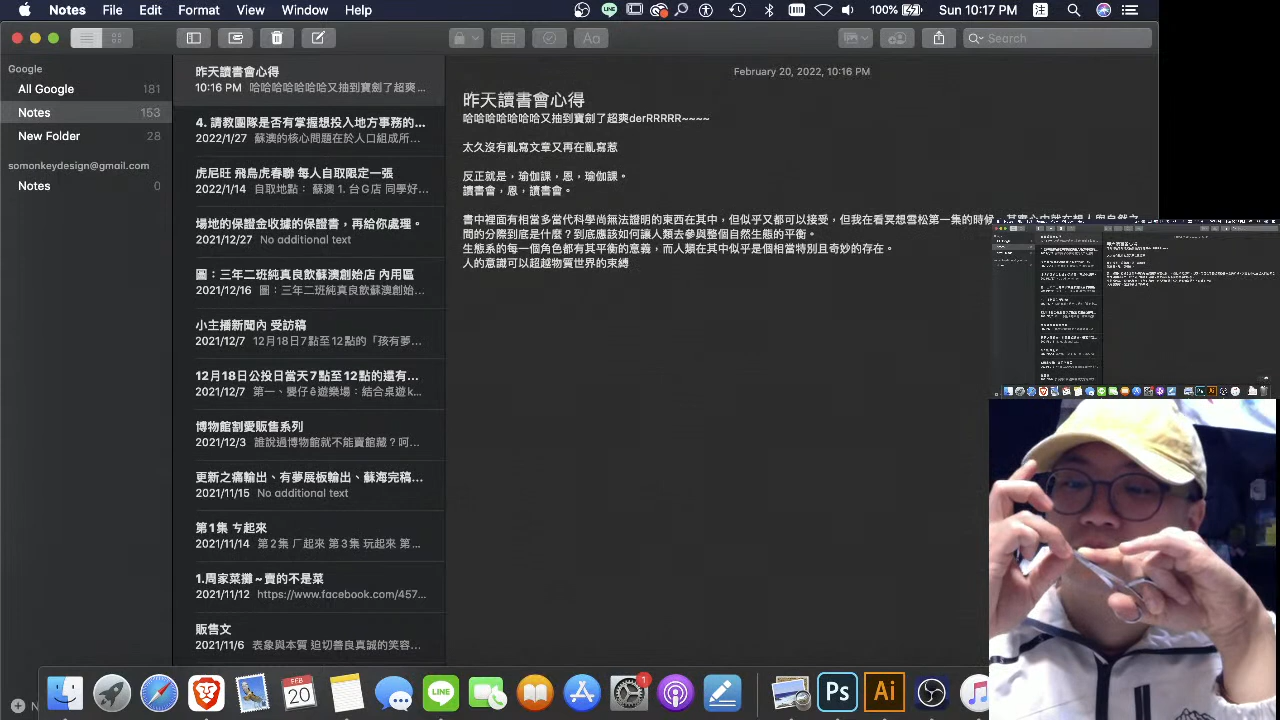 Notes File Edit Format View Window Help 100% Sun 10:17 PM 注
Aa Search
Google
All Google 181
Notes 153
New Folder 28
somonkeydesign@gmail.com
Notes 0
昨天讀書會心得
10:16 PM 哈哈哈哈哈哈哈又抽到寶劍了超爽…
4. 請教團隊是否有掌握想投入地方事務的…
2022/1/27 蘇澳的核心問題在於人口組成所…
虎尼旺 飛鳥虎春聯 每人自取限定一張
2022/1/14 自取地點： 蘇澳 1. 台G店 同學好…
場地的保證金收據的保證書，再給你處理。
2021/12/27 No additional text
圖：三年二班純真百貨款蘇澳創始店 內用區
2021/12/16 圖：三年二班純真百貨 蘇澳創始…
小主播新聞內 受訪稿
2021/12/7 12月18日7點至12點的「孩有夢…
12月18日公投日當天7點至12點的還有…
博物館割愛販售系列
2021/12/3 誰說過博物館就不能賣館藏？呵…
更新之痛輸出、有夢展板輸出、蘇海完稿…
2021/11/15 No additional text
第1集 ㄘ起來
2021/11/14 第2集 ㄏ起來 第3集 玩起來 第…
1.周家菜攤～賣的不是菜
2021/11/12 https://www.facebook.com/457…
販售文
2021/11/6 表象與本質 迫切善良真誠的笑容…
February 20, 2022, 10:16 PM
昨天讀書會心得
哈哈哈哈哈哈哈又抽到寶劍了超爽derRRRRR~~~~
太久沒有亂寫文章又再在亂寫惹
反正就是，瑜伽課，恩，瑜伽課。
讀書會，恩，讀書會。
書中裡面有相當多當代科學尚無法證明的東西在其中，但似乎又都可以接受，但我在看冥想雲松第一集的時候
間的分際到底是什麼？到底應該如何讓人類去參與整個自然生態的平衡。
生態系的每一個角色都有其平衡的意義，而人類在其中似乎是個相當特別且奇妙的存在。
人的意識可以超越物質世界的束縛
FEB
20
1
Ps
Ai